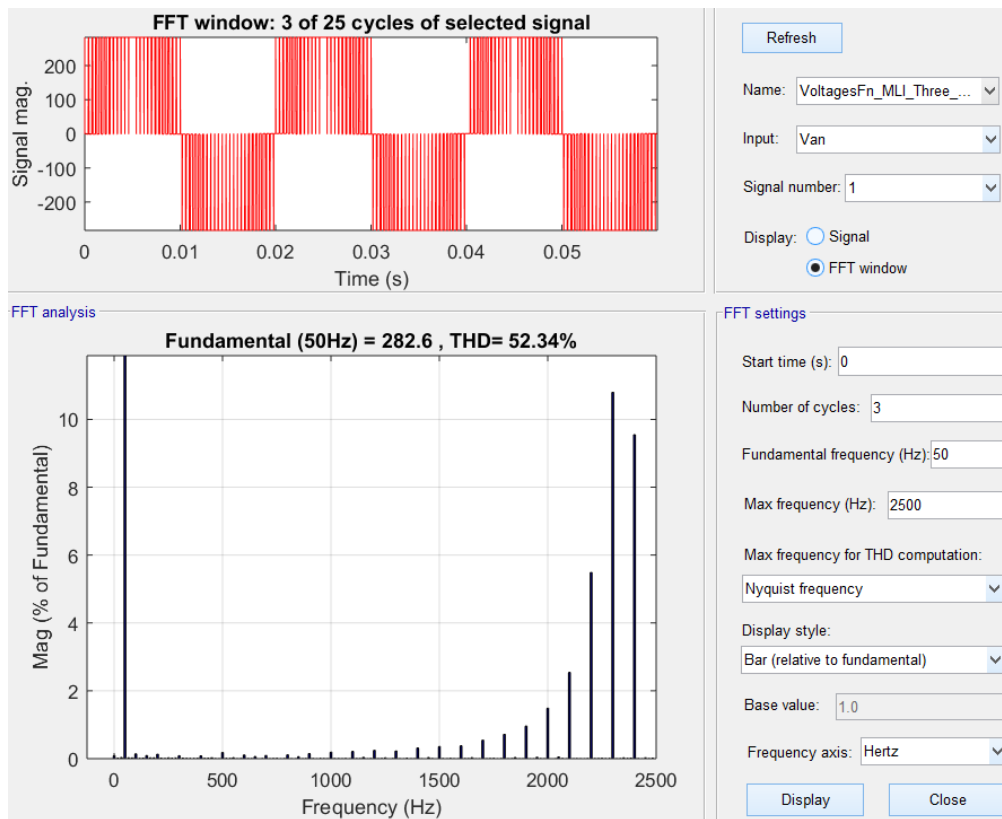 FFT window: 3 of 25 cycles of selected signal
Signal mag.
200
100
0
-100
-200
0 0.01 0.02 0.03 0.04 0.05
Time (s)
Refresh
Name: VoltagesFn_MLI_Three_...
Input: Van
Signal number: 1
Display: Signal
FFT window
FFT analysis
Fundamental (50Hz) = 282.6 , THD= 52.34%
Mag (% of Fundamental)
10
8
6
4
2
0
0 500 1000 1500 2000 2500
Frequency (Hz)
FFT settings
Start time (s): 0
Number of cycles: 3
Fundamental frequency (Hz): 50
Max frequency (Hz): 2500
Max frequency for THD computation:
Nyquist frequency
Display style:
Bar (relative to fundamental)
Base value: 1.0
Frequency axis: Hertz
Display Close